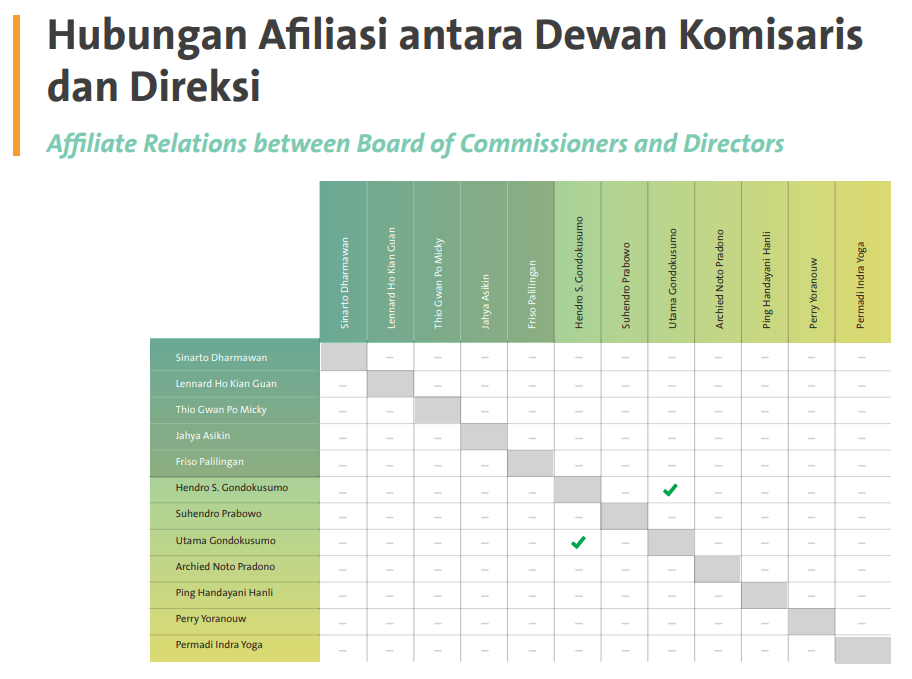 Hubungan Afiliasi antara Dewan Komisaris
dan Direksi
Affiliate Relations between Board of Commissioners and Directors
Sinarto Dharmawan
Lennard Ho Kian Guan
Thio Gwan Po Micky
Jahya Asikin
Friso Palilingan
Hendro S. Gondokusumo
Suhendro Prabowo
Utama Gondokusumo
Archied Noto Pradono
Ping Handayani Hanli
Perry Yoranouw
Permadi Indra Yoga
Sinarto Dharmawan – – – – – – – – – – –
Lennard Ho Kian Guan – – – – – – – – – – –
Thio Gwan Po Micky – – – – – – – – – – –
Jahya Asikin – – – – – – – – – – –
Friso Palilingan – – – – – – – – – – –
Hendro S. Gondokusumo – – – – – – ✔ – – – –
Suhendro Prabowo – – – – – – – – – – –
Utama Gondokusumo – – – – – ✔ – – – – –
Archied Noto Pradono – – – – – – – – – – –
Ping Handayani Hanli – – – – – – – – – – –
Perry Yoranouw – – – – – – – – – – –
Permadi Indra Yoga – – – – – – – – – – –